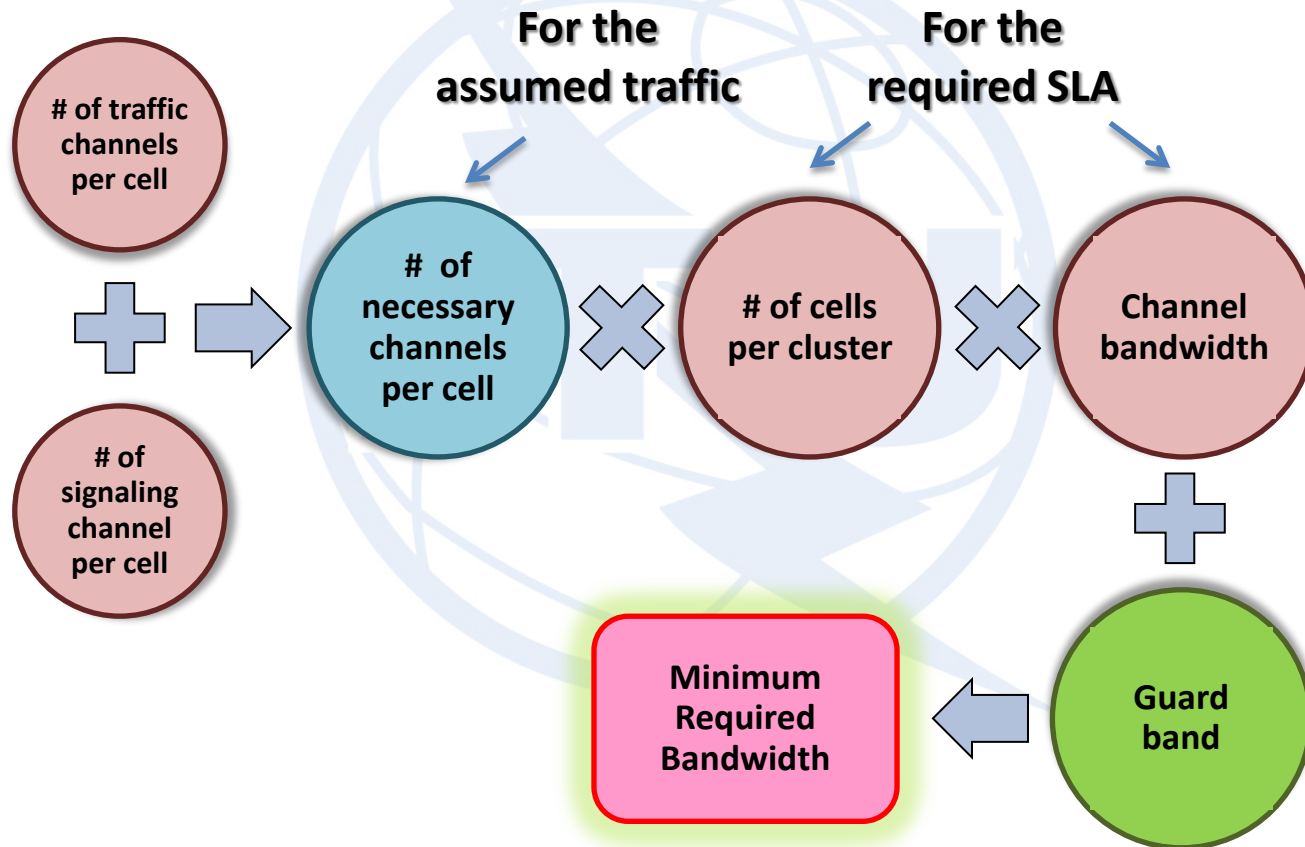 For the
assumed traffic
For the
required SLA
# of traffic
channels
per cell
# of
signaling
channel
per cell
# of
necessary
channels
per cell
# of cells
per cluster
Channel
bandwidth
Guard
band
Minimum
Required
Bandwidth